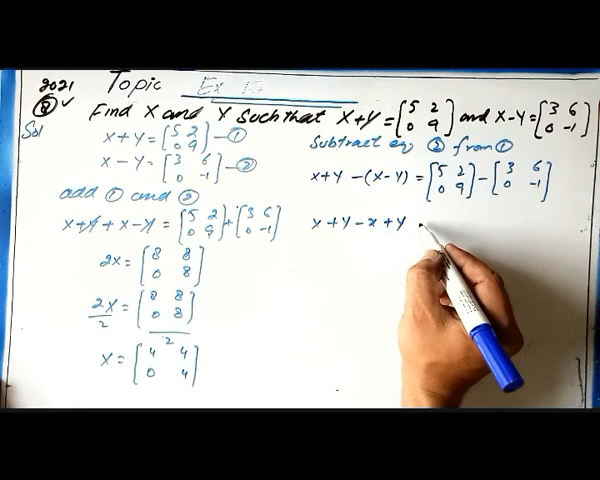 2021 Topic Ex
Q ✓ Find X and Y such that X+Y = [5 2 0 9] and X-Y = [3 6 0 -1]
Sol
x+y = [5 2 0 9] — ①
x-y = [3 6 0 -1] — ②
add ① and ②
x+y+x-y = [5 2 0 9] + [3 6 0 -1]
2x = [8 8 0 8]
2x/2 = [8 8 0 8]/2
x = [4 4 0 4]
Subtract eq ② from ①
x+y -(x-y) = [5 2 0 9] - [3 6 0 -1]
x+y-x+y